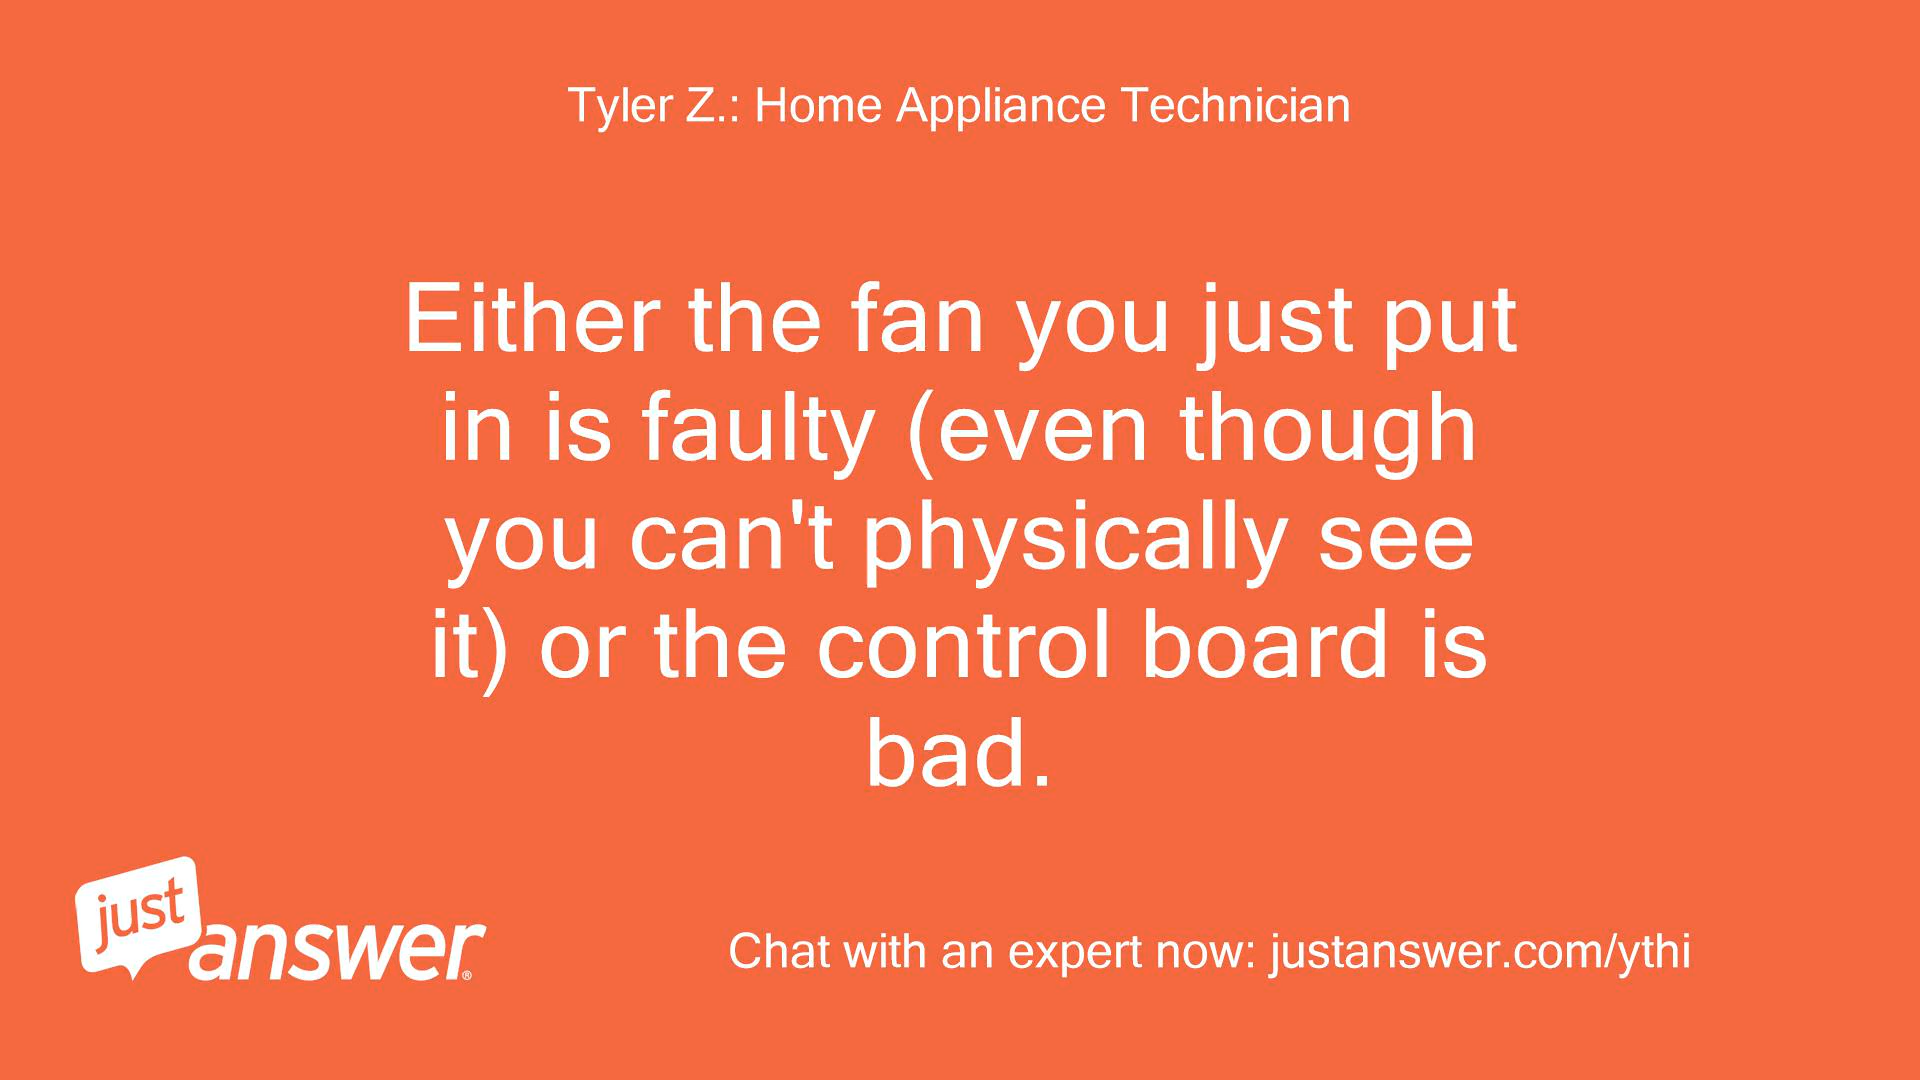 Tyler Z.: Home Appliance Technician
Either the fan you just put
in is faulty (even though
you can't physically see
it) or the control board is
bad.
just
answer®
Chat with an expert now: justanswer.com/ythi